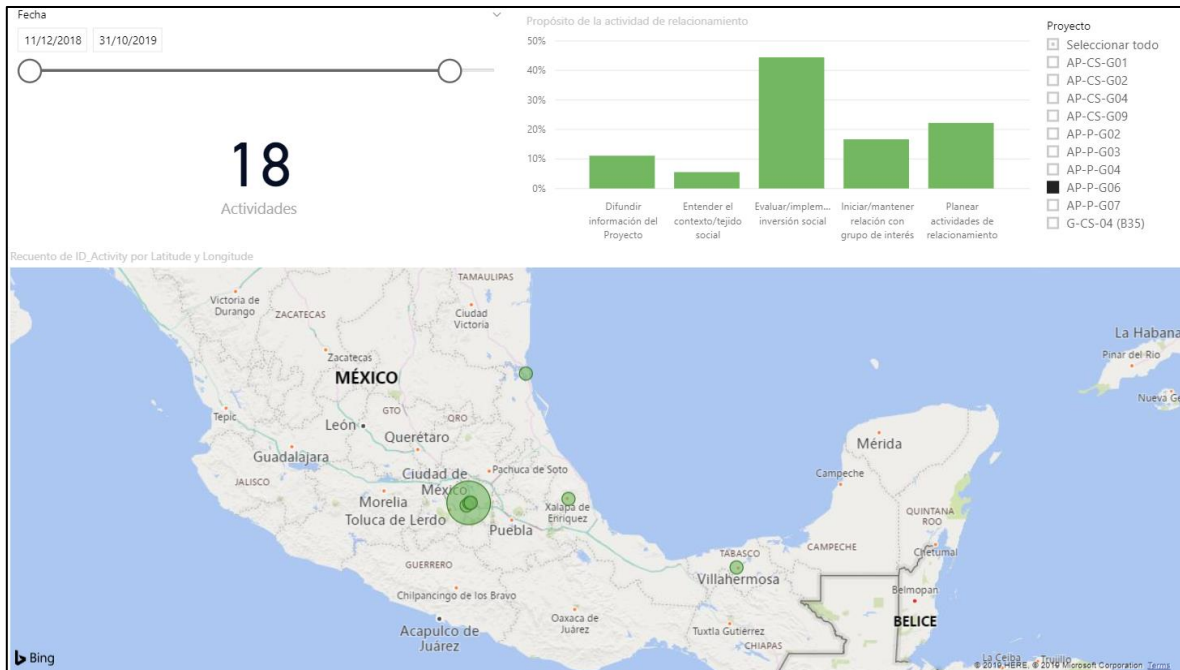 Fecha
11/12/2018 31/10/2019
18
Actividades
Propósito de la actividad de relacionamiento
50%
40%
30%
20%
10%
0%
Difundir
información del
Proyecto
Entender el
contexto/tejido
social
Evaluar/implem...
inversión social
Iniciar/mantener
relación con
grupo de interés
Planear
actividades de
relacionamiento
Proyecto
Seleccionar todo
AP-CS-G01
AP-CS-G02
AP-CS-G04
AP-CS-G09
AP-P-G02
AP-P-G03
AP-P-G04
AP-P-G06
AP-P-G07
G-CS-04 (B35)
Recuento de ID_Activity por Latitude y Longitude
TAMAULIPAS
Victoria de
Durango
ZACATECAS
Ciudad
Victoria
La Habana
Pinar del Rio
Zacatecas
MÉXICO
Nueva Ge
Tepic
GTO
QRO
León
Querétaro
Mérida
Guadalajara
Pachuca de Soto
Ciudad de
México
Campeche
JALISCO
Morelia
Xalapa de
Enríquez
Toluca de Lerdo
Puebla
QUINTANA
ROO
CAMPECHE
Chetumal
TABASCO
Villahermosa
GUERRERO
Belmopan
Chilpancingo de los Bravo
Oaxaca de
Juárez
BELICE
Acapulco de
Juárez
Tuxtla Gutiérrez
CHIAPAS
La Ceiba
Trujillo
Bing
© 2019 HERE, © 2019 Microsoft Corporation Terms